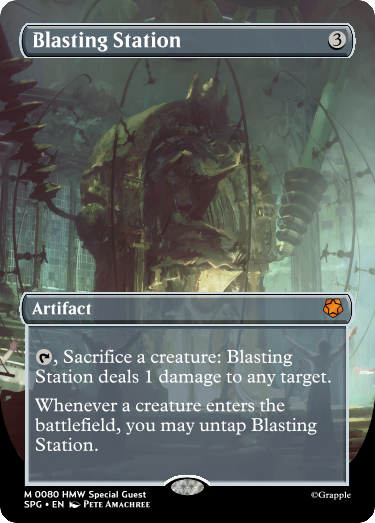 Blasting Station 3
Artifact
, Sacrifice a creature: Blasting
Station deals 1 damage to any target.
Whenever a creature enters the
battlefield, you may untap Blasting
Station.
M 0080 HMW Special Guest
SPG • EN PETE AMACHREE
©Grapple